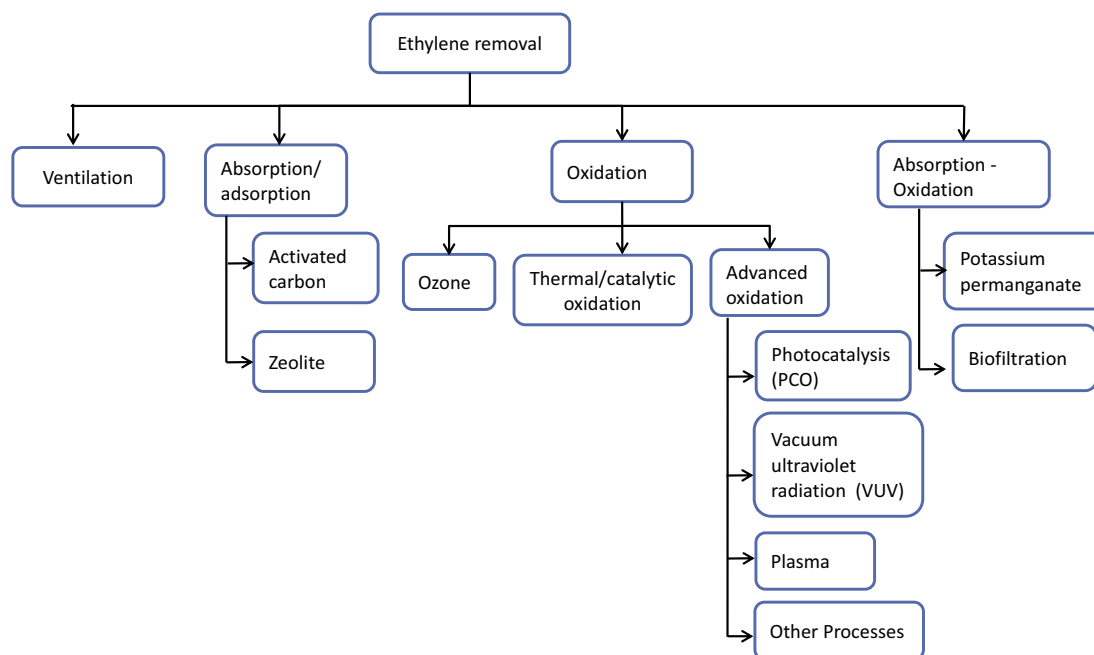 Ethylene removal
Ventilation
Absorption/
adsorption
Oxidation
Absorption -
Oxidation
Activated
carbon
Zeolite
Ozone
Thermal/catalytic
oxidation
Advanced
oxidation
Potassium
permanganate
Biofiltration
Photocatalysis
(PCO)
Vacuum
ultraviolet
radiation (VUV)
Plasma
Other Processes